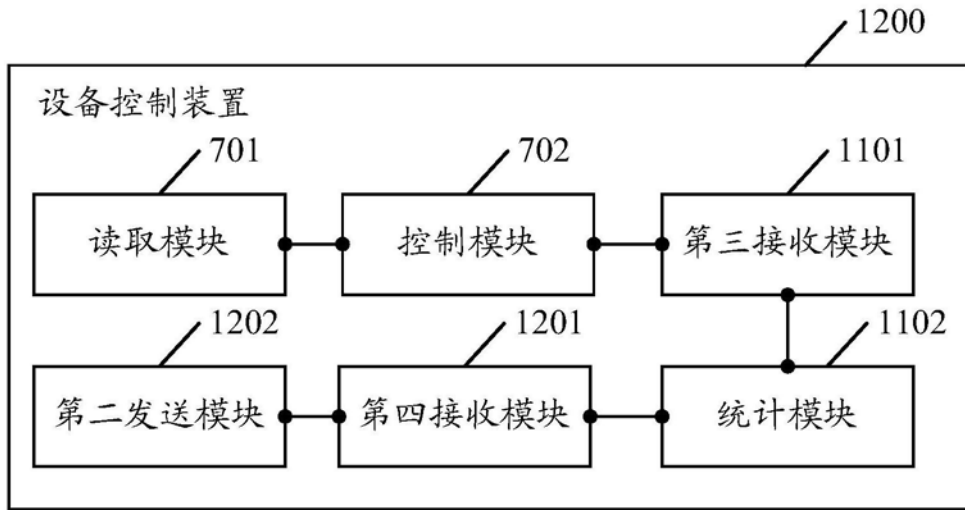 1200
设备控制装置
701 702 1101
读取模块 控制模块 第三接收模块
1202 1201 1102
第二发送模块 第四接收模块 统计模块